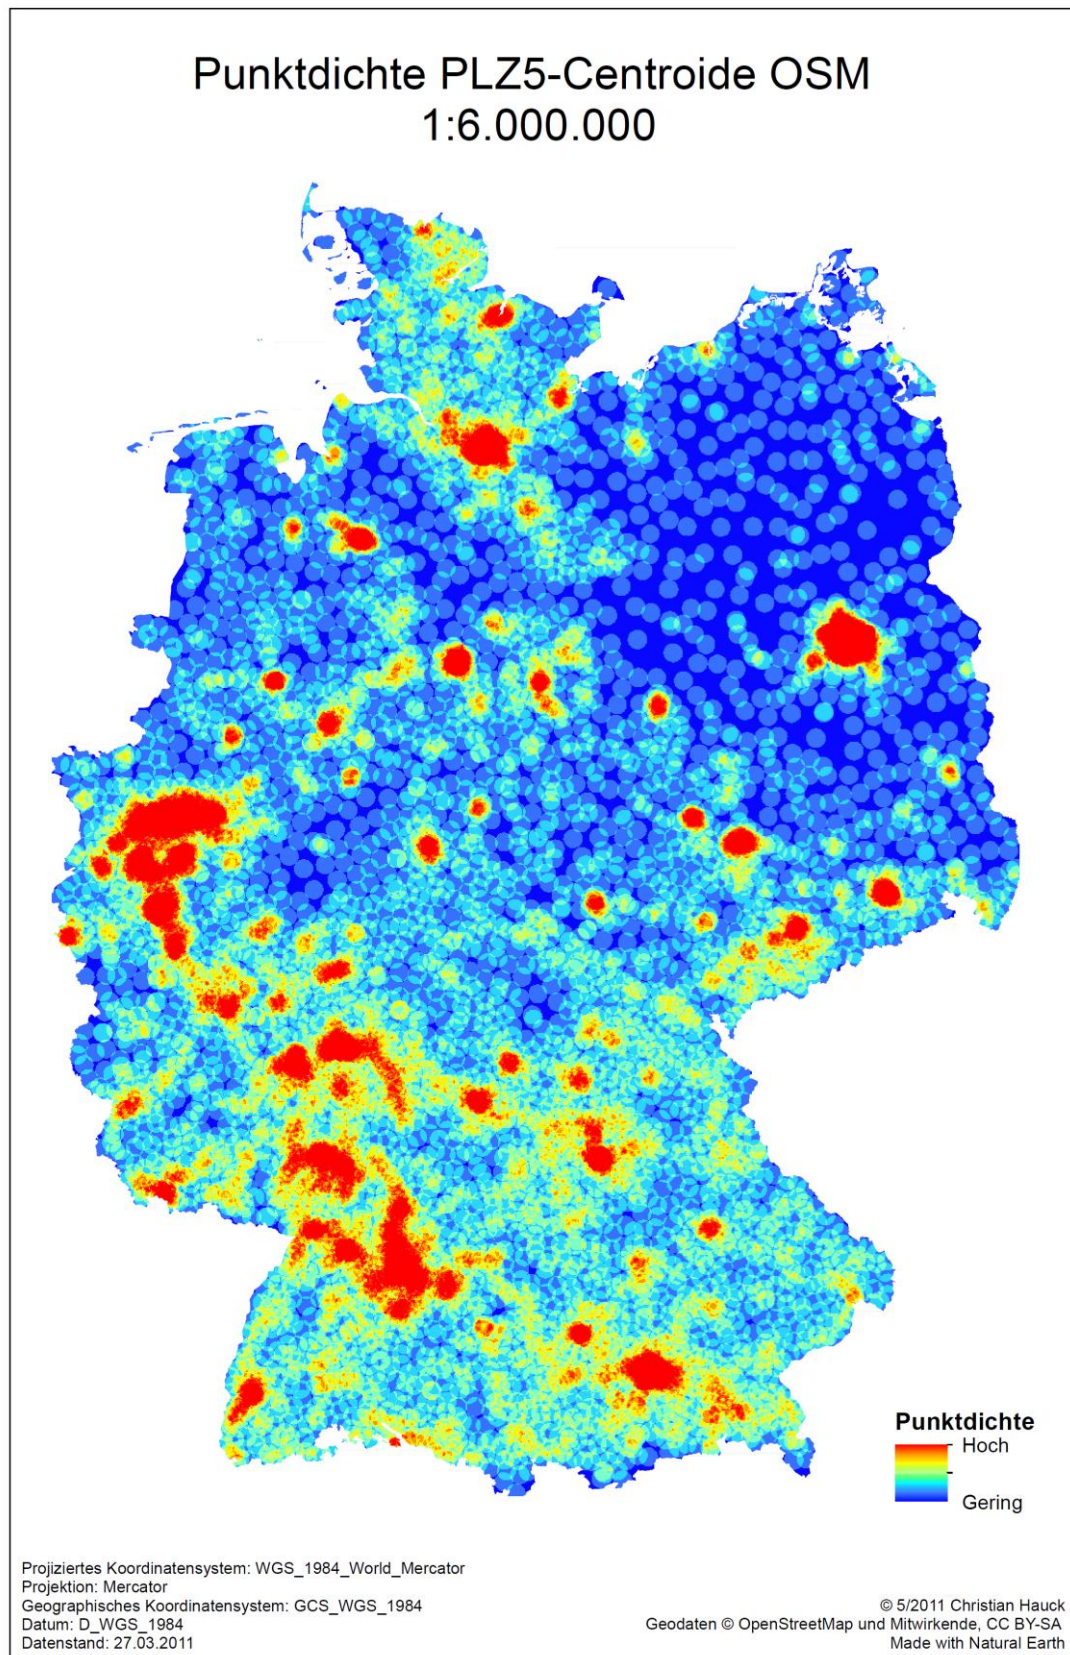 Punktdichte PLZ5-Centroide OSM
1:6.000.000
Punktdichte
Hoch
Gering
Projiziertes Koordinatensystem: WGS_1984_World_Mercator
Projektion: Mercator
Geographisches Koordinatensystem: GCS_WGS_1984
Datum: D_WGS_1984
Datenstand: 27.03.2011
© 5/2011 Christian Hauck
Geodaten © OpenStreetMap und Mitwirkende, CC BY-SA
Made with Natural Earth